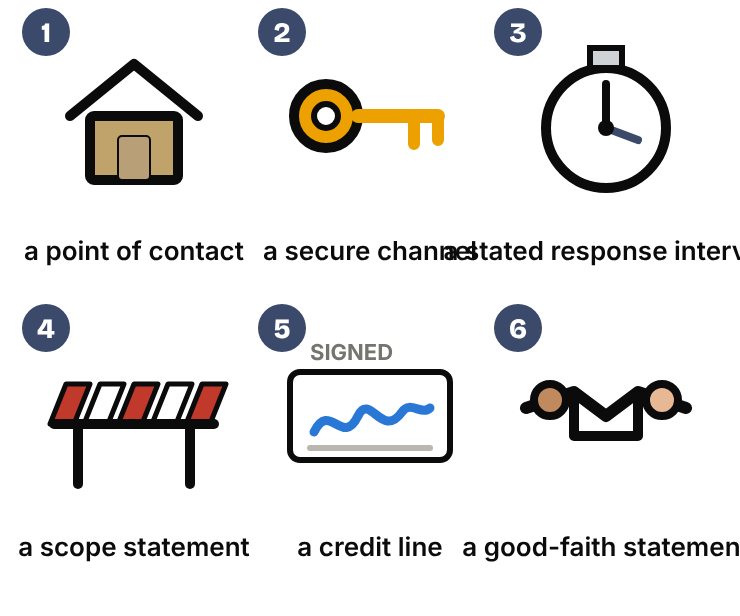 1
2
3
a point of contact
a secure channel
a stated response interv
4
5
6
SIGNED
a scope statement
a credit line
a good-faith statemen